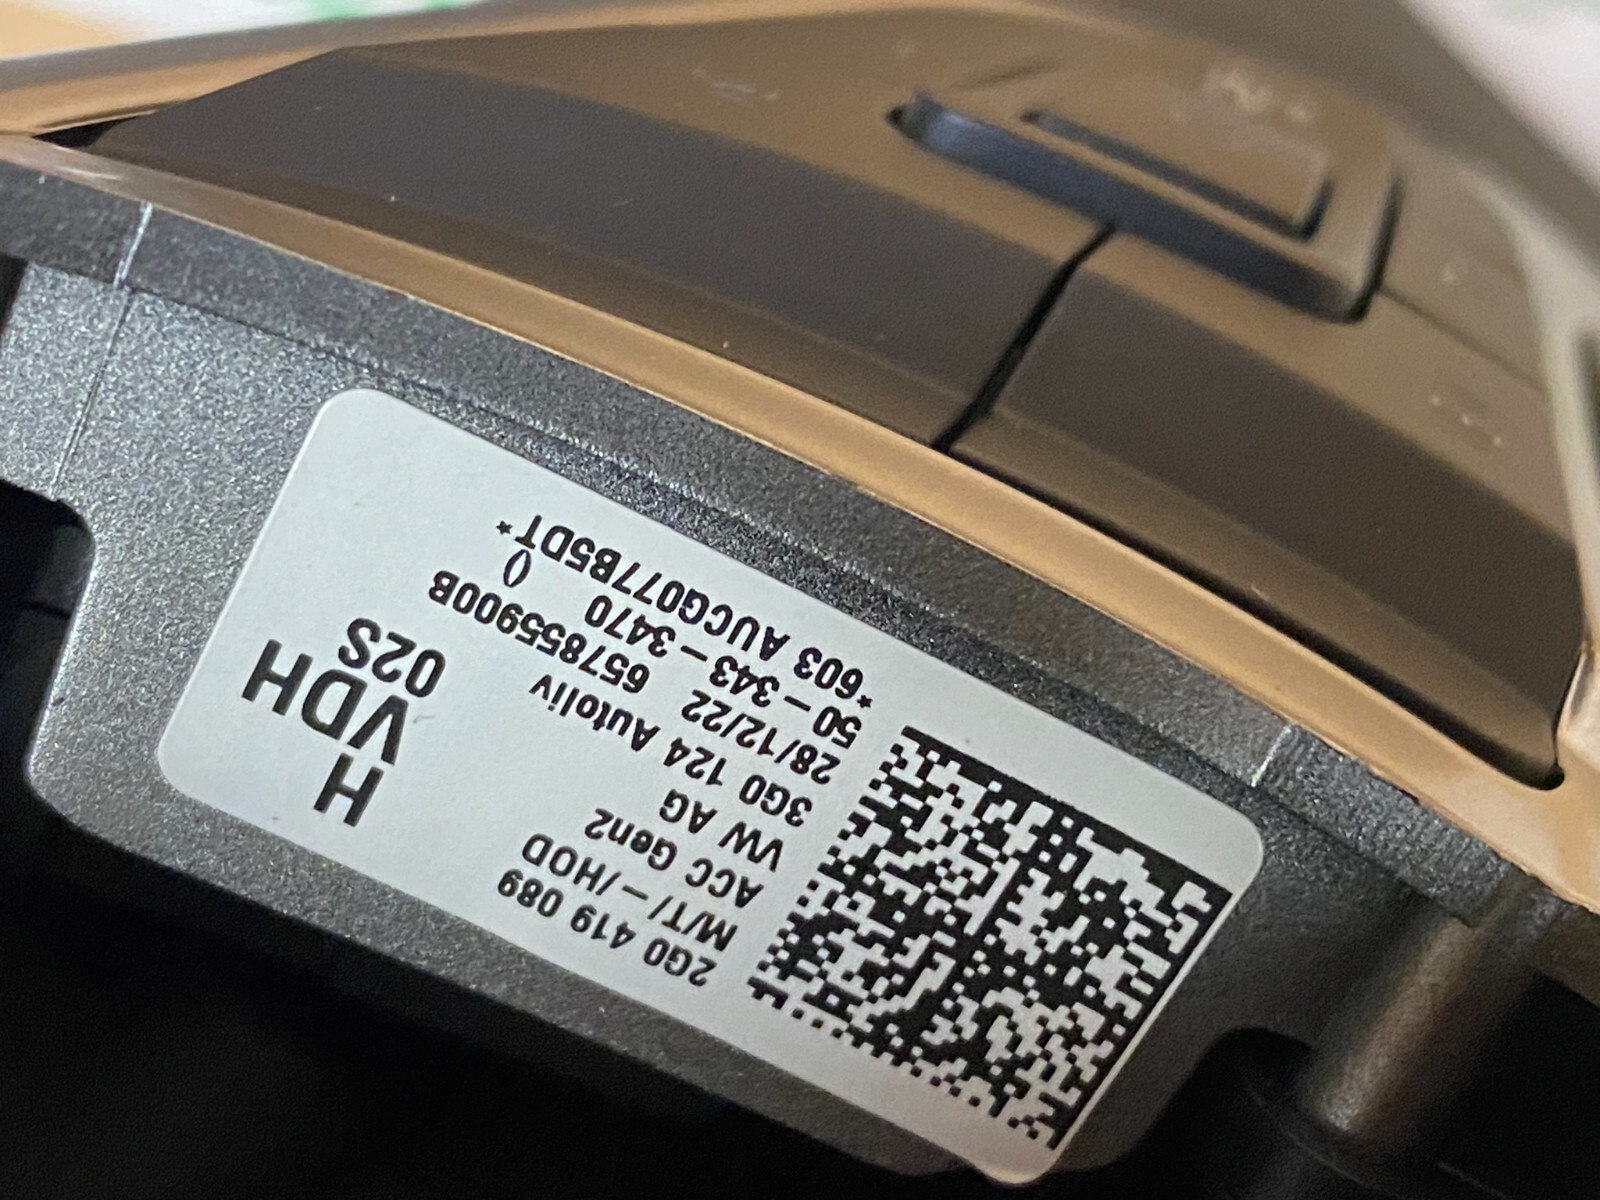 2G0 419 089
M/T/–/HOD
ACC Gen2
VW AG
3G0 124 Autoliv
28/12/22 657855900B
50–343–3470 ()
*603 AUCG077B5DT*
H
VDH
02S